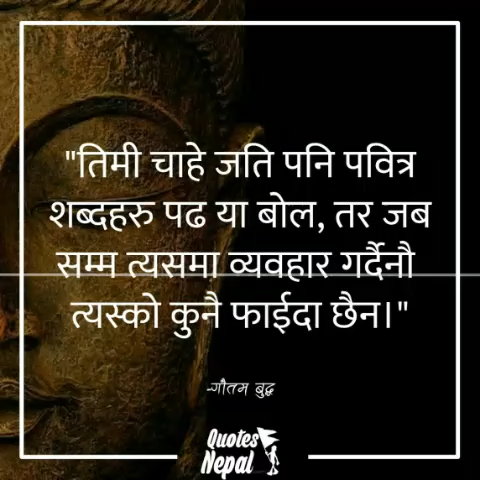 "तिमी चाहे जति पनि पवित्र
शब्दहरु पढ या बोल, तर जब
सम्म त्यसमा व्यवहार गर्दैनौ
त्यस्को कुनै फाईदा छैन।"
-गौतम बुद्ध
Quotes
Nepal